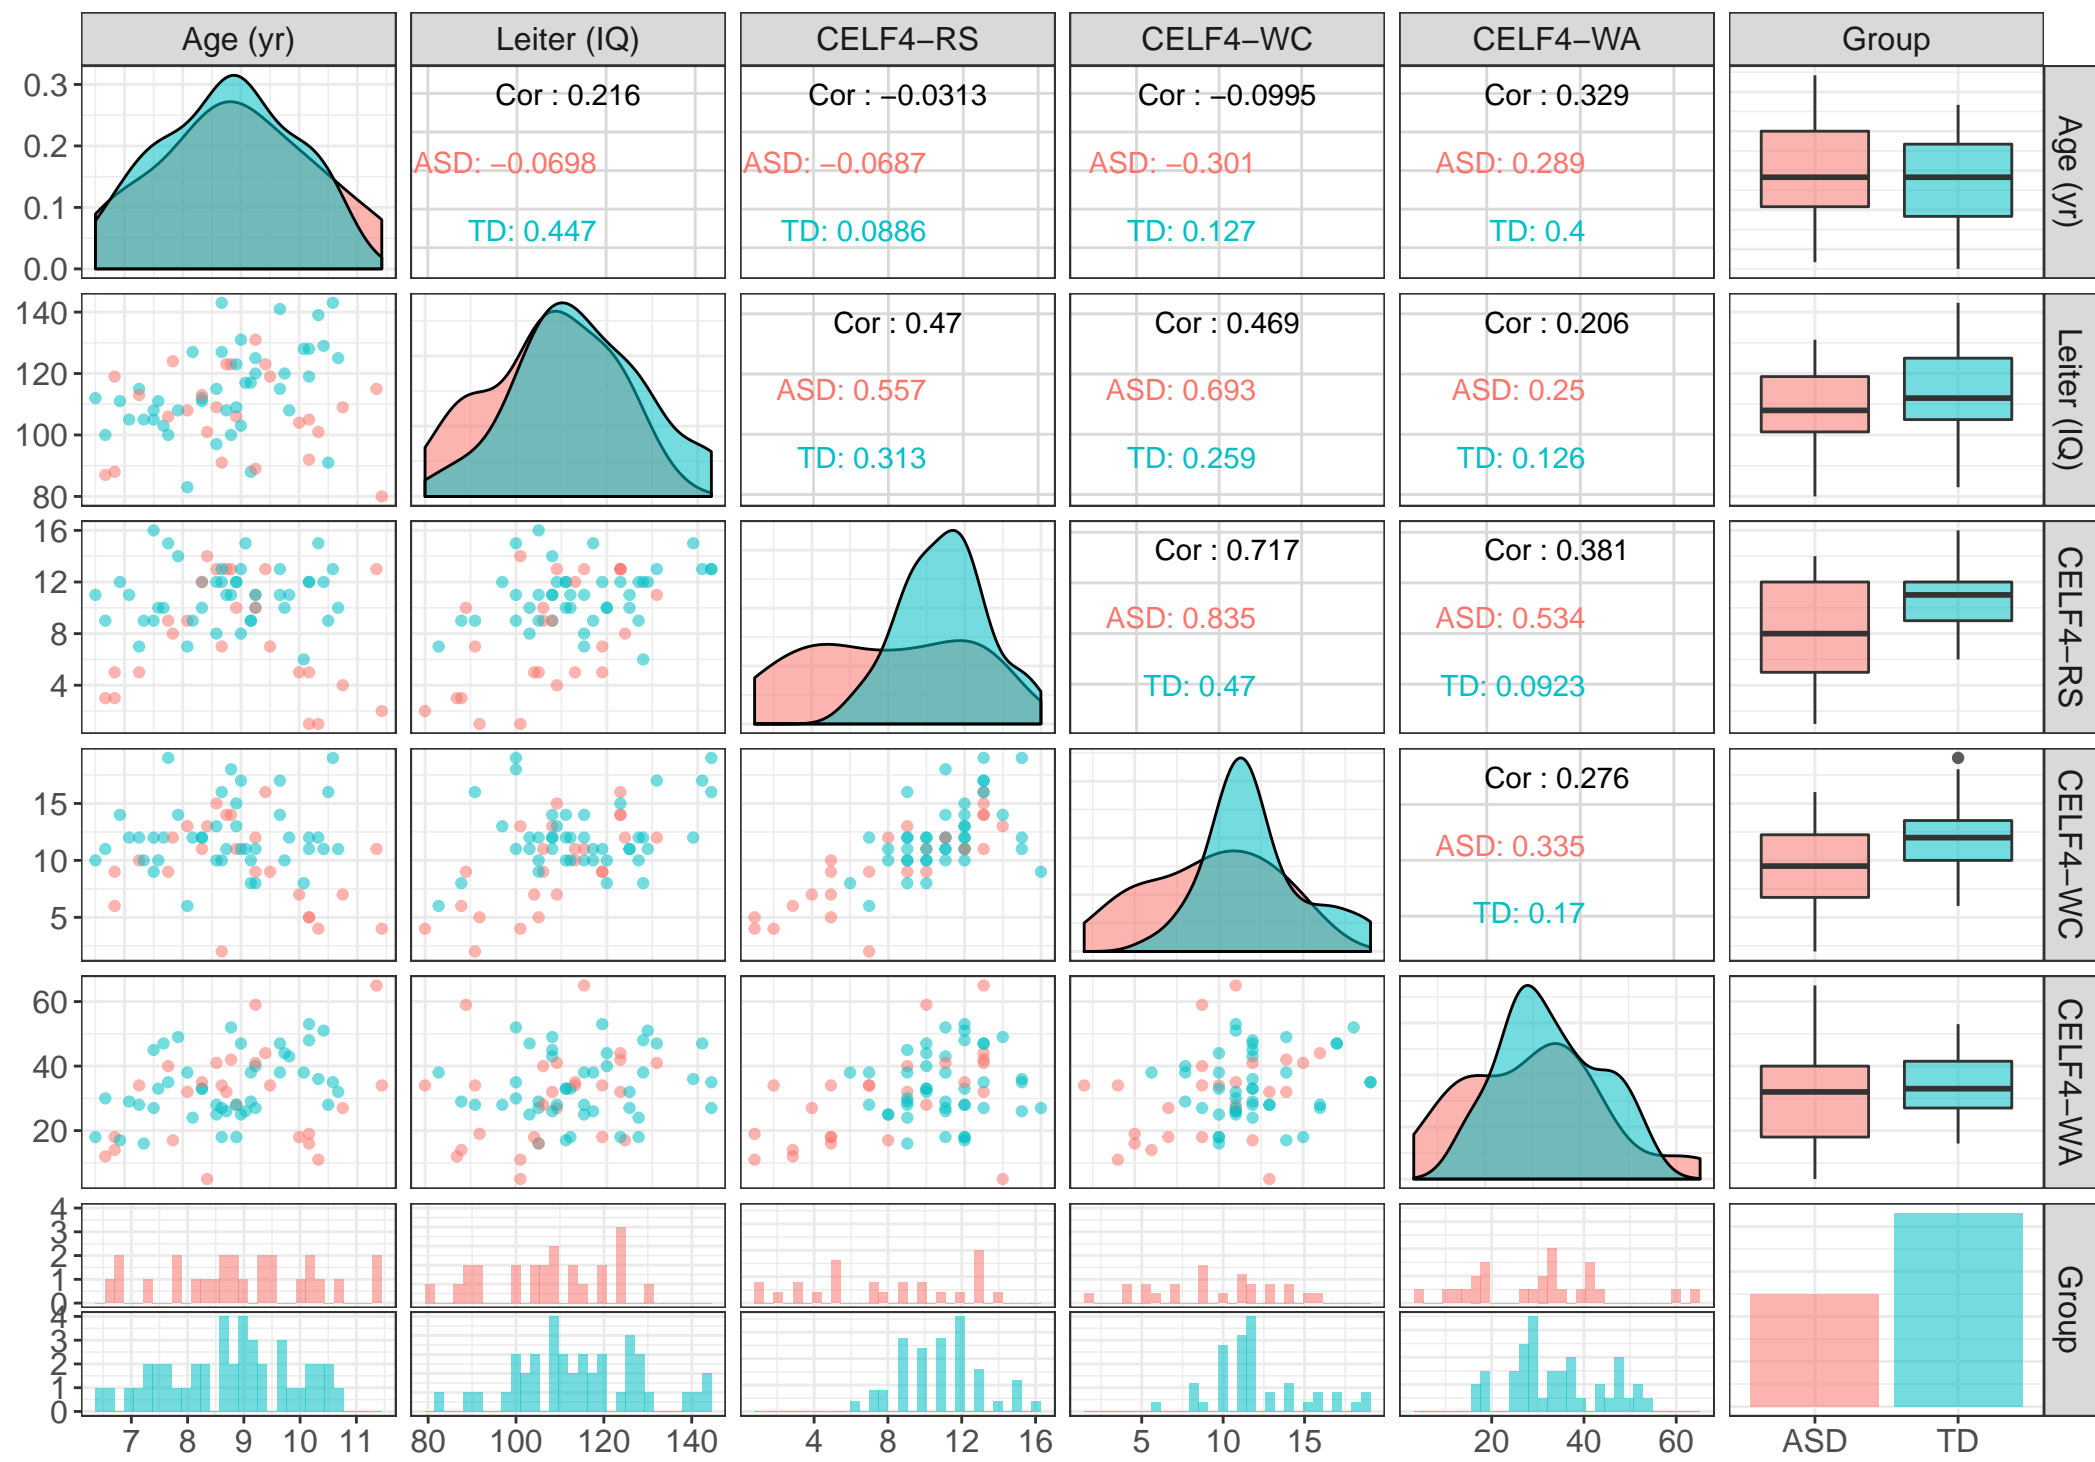 Age (yr) Leiter (IQ) CELF4−RS CELF4−WC CELF4−WA Group
0.3 Cor : 0.216 Cor : −0.0313 Cor : −0.0995 Cor : 0.329
0.2 ASD: −0.0698 ASD: −0.0687 ASD: −0.301 ASD: 0.289 Age (yr)
0.1 TD: 0.447 TD: 0.0886 TD: 0.127 TD: 0.4
0.0
140 Cor : 0.47 Cor : 0.469 Cor : 0.206
120 ASD: 0.557 ASD: 0.693 ASD: 0.25 Leiter (IQ)
100 TD: 0.313 TD: 0.259 TD: 0.126
80
16 Cor : 0.717 Cor : 0.381
12 ASD: 0.835 ASD: 0.534 CELF4−RS
8 TD: 0.47 TD: 0.0923
4
Cor : 0.276
15 ASD: 0.335 CELF4−WC
10 TD: 0.17
5
60
40 CELF4−WA
20
4
3
2
1
0
Group
4
3
2
1
0
7 8 9 10 11 80 100 120 140 4 8 12 16 5 10 15 20 40 60 ASD TD